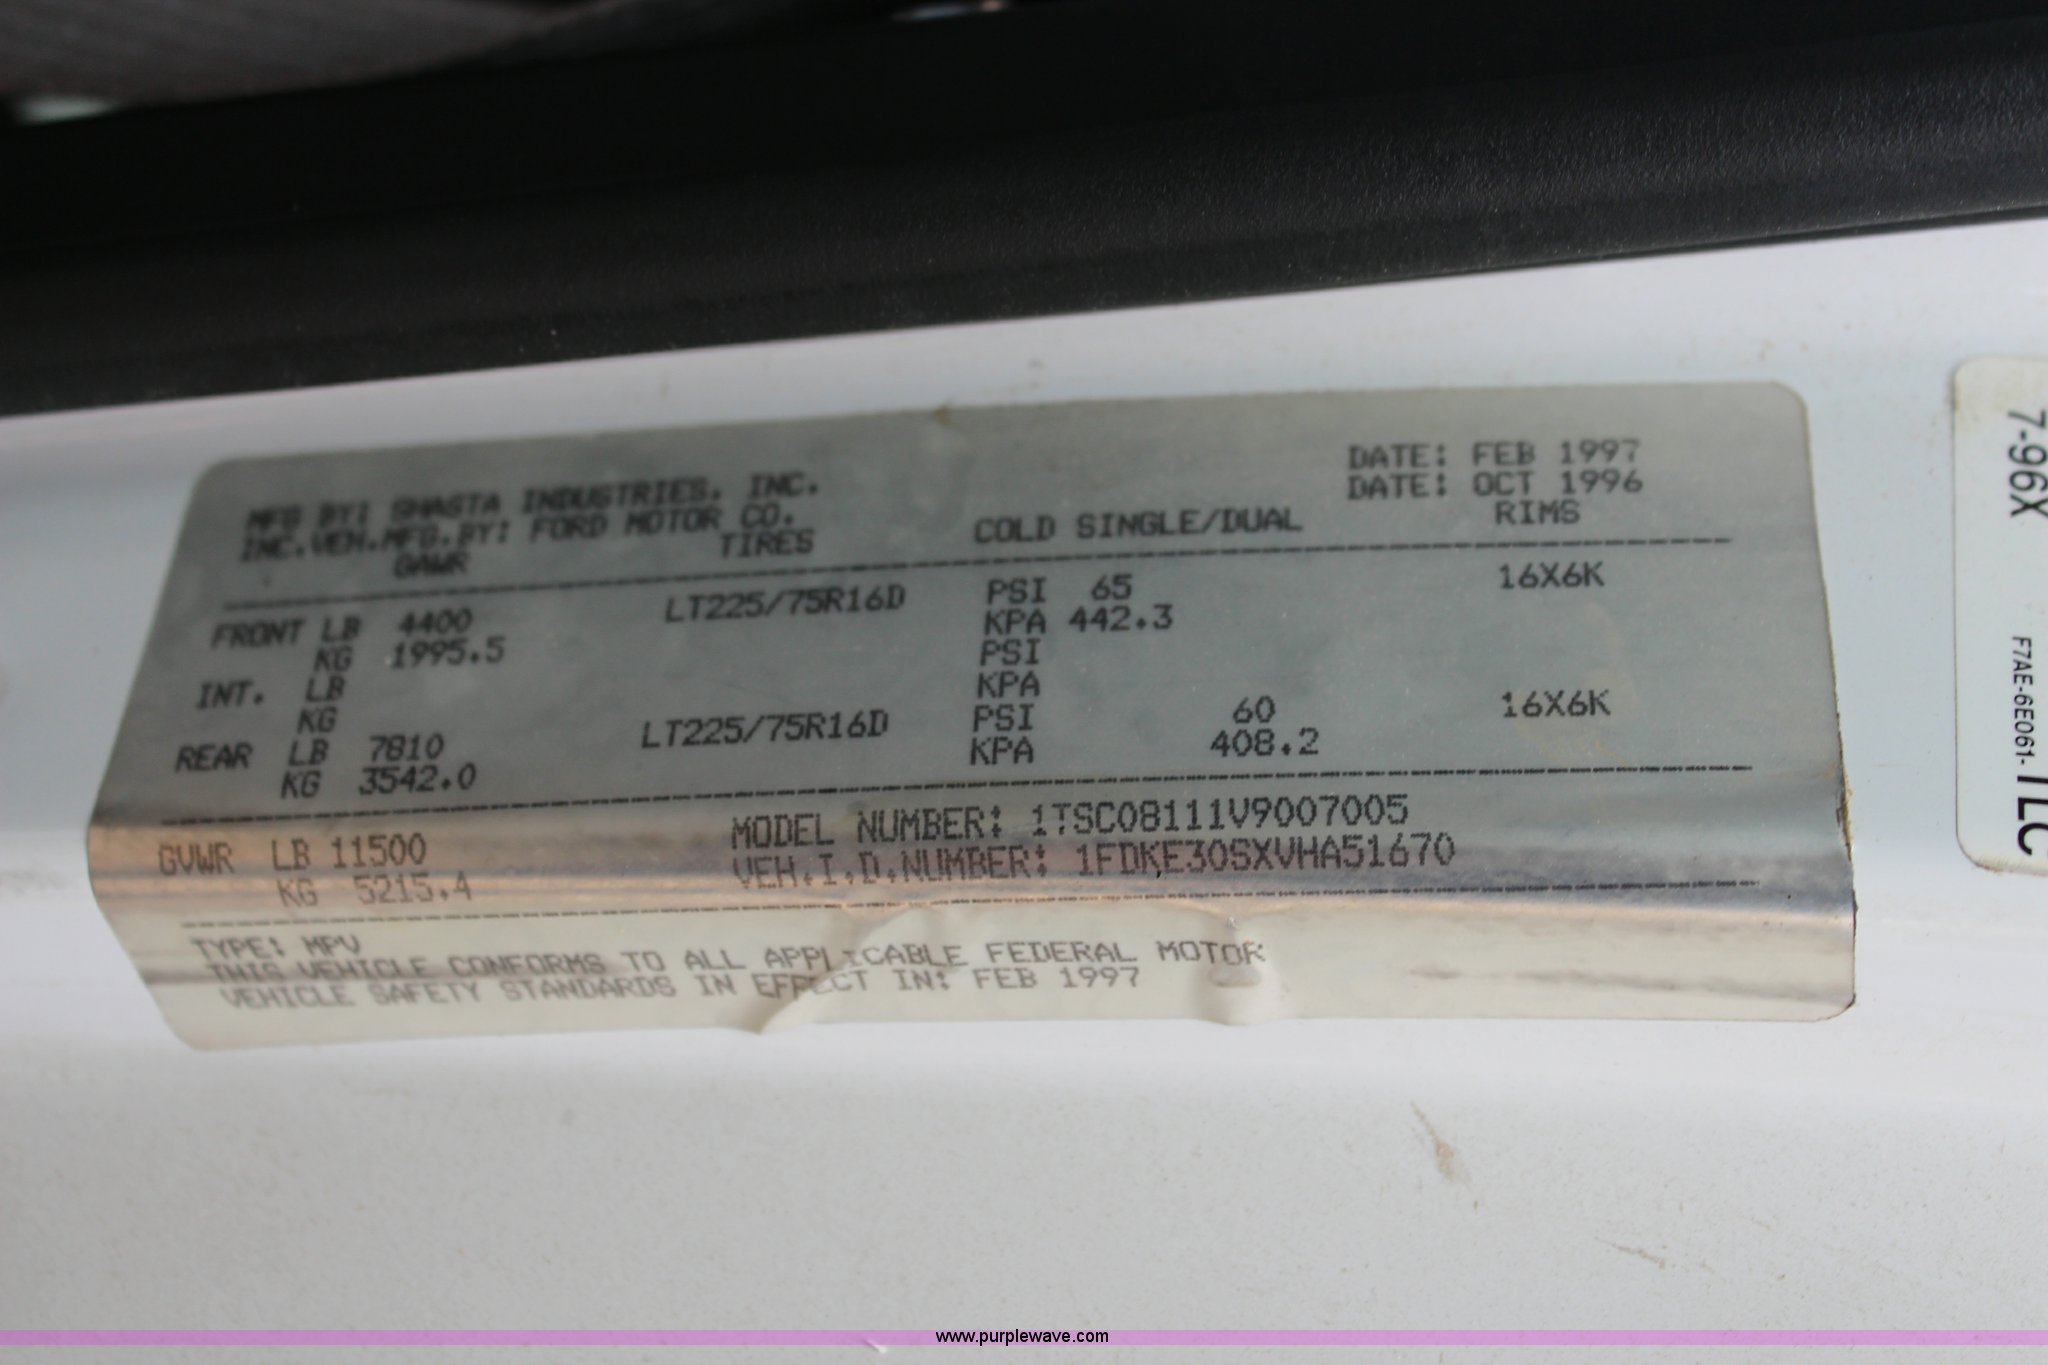 MFG BY: SHASTA INDUSTRIES, INC. DATE: FEB 1997
INC.VEH.MFG.BY: FORD MOTOR CO. DATE: OCT 1996
GAWR TIRES COLD SINGLE/DUAL RIMS
FRONT LB 4400 LT225/75R16D PSI 65 16X6K
KG 1995.5 KPA 442.3
INT. LB PSI
KG KPA
REAR LB 7810 LT225/75R16D PSI 60 16X6K
KG 3542.0 KPA 408.2
GVWR LB 11500 MODEL NUMBER: 1TSC08111V9007005
KG 5215.4 VEH.I.D.NUMBER: 1FDKE30SXVHA51670
TYPE: MPV
THIS VEHICLE CONFORMS TO ALL APPLICABLE FEDERAL MOTOR
VEHICLE SAFETY STANDARDS IN EFFECT IN: FEB 1997
7-96X
F7AE-6E061-TLC
www.purplewave.com